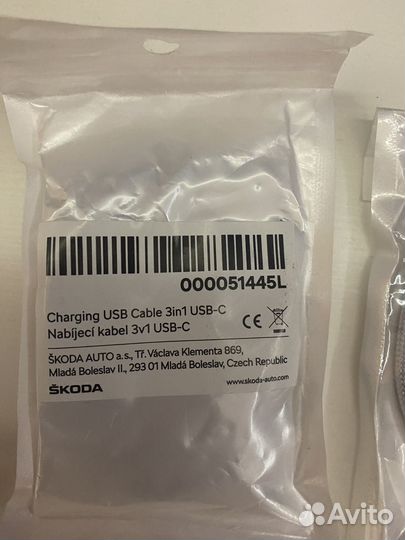 000051445L
Charging USB Cable 3in1 USB-C
Nabíjecí kabel 3v1 USB-C
CE
ŠKODA AUTO a.s., Tř. Václava Klementa 869,
Mladá Boleslav II., 293 01 Mladá Boleslav, Czech Republic
ŠKODA
www.skoda-auto.com
Avito